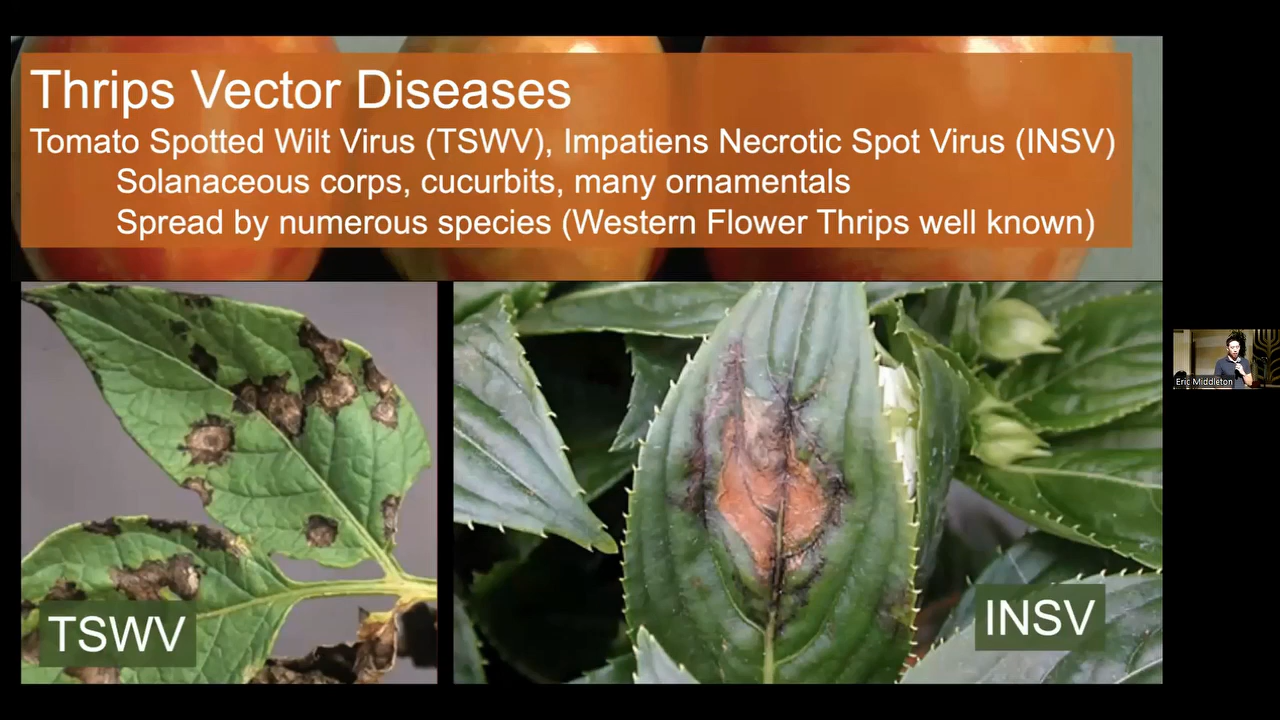 Thrips Vector Diseases
Tomato Spotted Wilt Virus (TSWV), Impatiens Necrotic Spot Virus (INSV)
Solanaceous corps, cucurbits, many ornamentals
Spread by numerous species (Western Flower Thrips well known)
TSWV
INSV
Eric Middleton